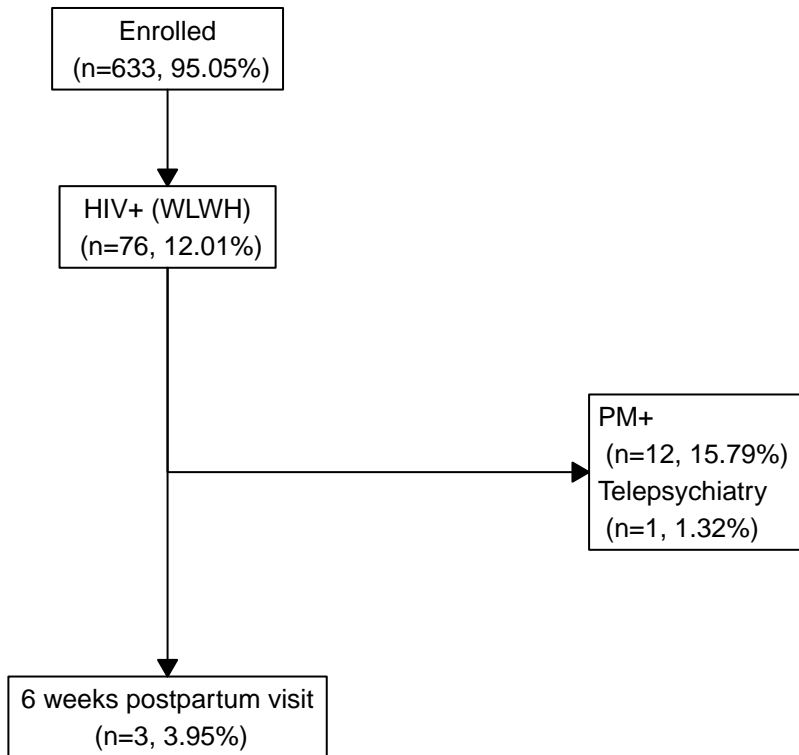 Enrolled
(n=633, 95.05%)
HIV+ (WLWH)
(n=76, 12.01%)
PM+
(n=12, 15.79%)
Telepsychiatry
(n=1, 1.32%)
6 weeks postpartum visit
(n=3, 3.95%)